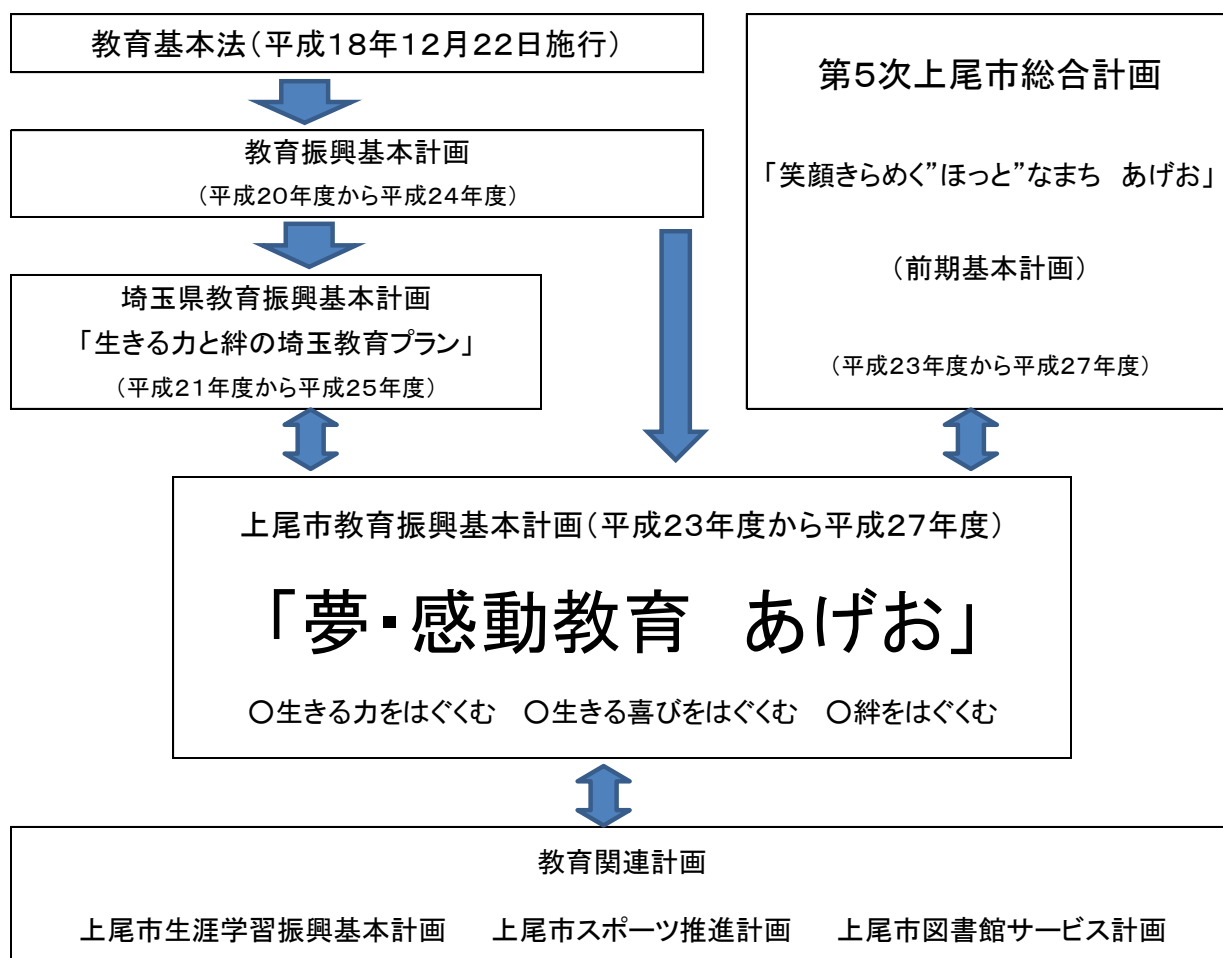 教育基本法（平成１８年１２月２２日施行）
教育振興基本計画
（平成２０年度から平成２４年度）
埼玉県教育振興基本計画
「生きる力と絆の埼玉教育プラン」
（平成２１年度から平成２５年度）
第５次上尾市総合計画
「笑顔きらめく”ほっと”なまち　あげお」
（前期基本計画）
（平成２３年度から平成２７年度）
上尾市教育振興基本計画（平成２３年度から平成２７年度）
「夢・感動教育　あげお」
○生きる力をはぐくむ　○生きる喜びをはぐくむ　○絆をはぐくむ
教育関連計画
上尾市生涯学習振興基本計画　上尾市スポーツ推進計画　上尾市図書館サービス計画